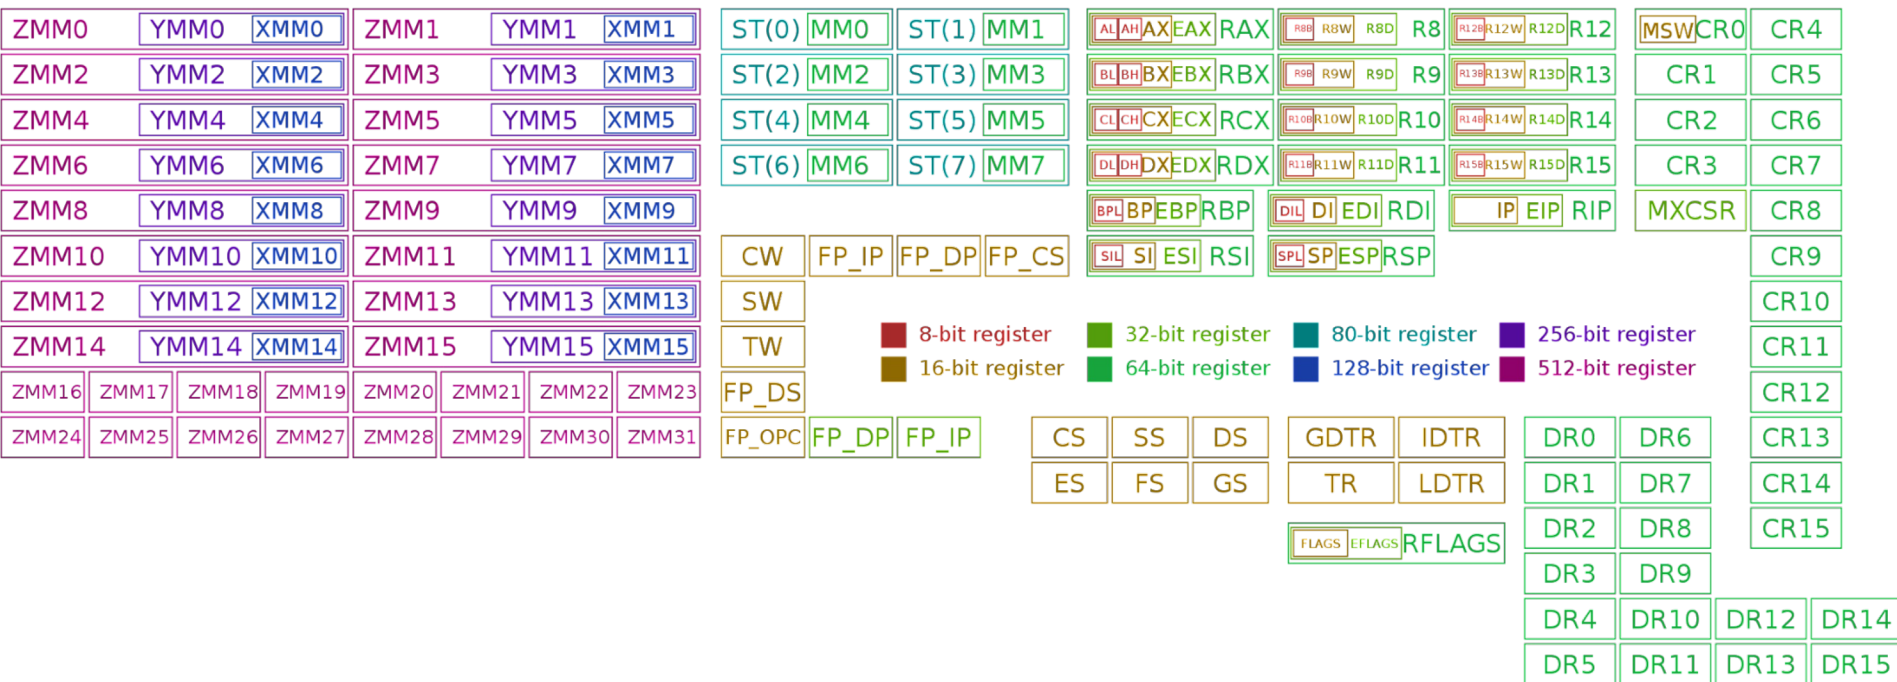 ZMM0 YMM0 XMM0 ZMM1 YMM1 XMM1 ST(0) MM0 ST(1) MM1 AL AH AX EAX RAX R8B R8W R8D R8 R12B R12W R12D R12 MSW CR0 CR4
ZMM2 YMM2 XMM2 ZMM3 YMM3 XMM3 ST(2) MM2 ST(3) MM3 BL BH BX EBX RBX R9B R9W R9D R9 R13B R13W R13D R13 CR1 CR5
ZMM4 YMM4 XMM4 ZMM5 YMM5 XMM5 ST(4) MM4 ST(5) MM5 CL CH CX ECX RCX R10B R10W R10D R10 R14B R14W R14D R14 CR2 CR6
ZMM6 YMM6 XMM6 ZMM7 YMM7 XMM7 ST(6) MM6 ST(7) MM7 DL DH DX EDX RDX R11B R11W R11D R11 R15B R15W R15D R15 CR3 CR7
ZMM8 YMM8 XMM8 ZMM9 YMM9 XMM9 BPL BP EBP RBP DIL DI EDI RDI IP EIP RIP MXCSR CR8
ZMM10 YMM10 XMM10 ZMM11 YMM11 XMM11 CW FP_IP FP_DP FP_CS SIL SI ESI RSI SPL SP ESP RSP CR9
ZMM12 YMM12 XMM12 ZMM13 YMM13 XMM13 SW CR10
ZMM14 YMM14 XMM14 ZMM15 YMM15 XMM15 TW 8-bit register 32-bit register 80-bit register 256-bit register CR11
16-bit register 64-bit register 128-bit register 512-bit register
ZMM16 ZMM17 ZMM18 ZMM19 ZMM20 ZMM21 ZMM22 ZMM23 FP_DS CR12
ZMM24 ZMM25 ZMM26 ZMM27 ZMM28 ZMM29 ZMM30 ZMM31 FP_OPC FP_DP FP_IP CS SS DS GDTR IDTR DR0 DR6 CR13
ES FS GS TR LDTR DR1 DR7 CR14
DR2 DR8 CR15
FLAGS EFLAGS RFLAGS
DR3 DR9
DR4 DR10 DR12 DR14
DR5 DR11 DR13 DR15